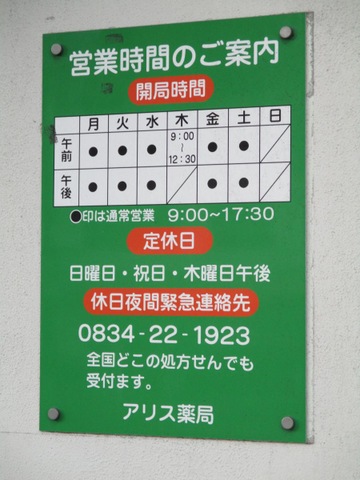 営業時間のご案内
開局時間
月 火 水 木 金 土 日
午前 ● ● ● 9:00～12:30 ● ●
午後 ● ● ● ● ●
●印は通常営業 9:00~17:30
定休日
日曜日・祝日・木曜日午後
休日夜間緊急連絡先
0834-22-1923
全国どこの処方せんでも
受付ます。
アリス薬局